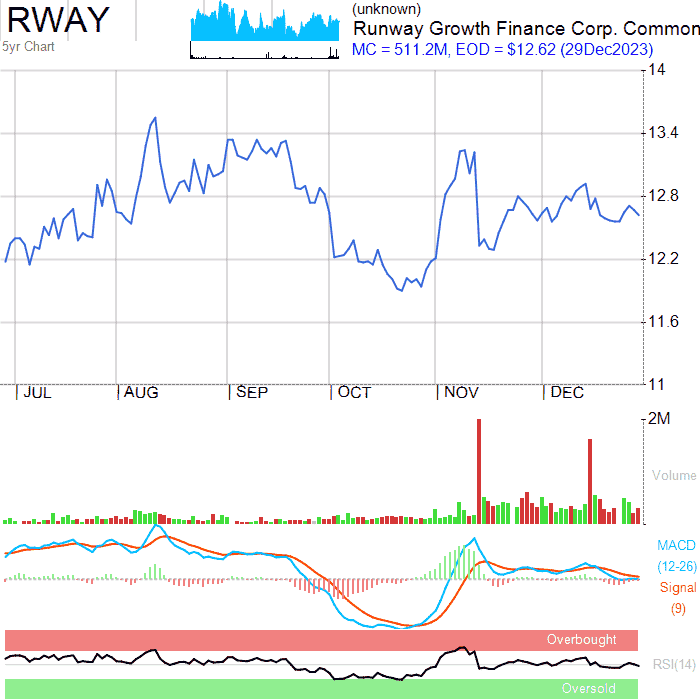 RWAY
5yr Chart
(unknown)
Runway Growth Finance Corp. Common
MC = 511.2M, EOD = $12.62 (29Dec2023)
14
13.4
12.8
12.2
11.6
11
JUL AUG SEP OCT NOV DEC
2M
Volume
MACD
(12-26)
Signal
(9)
Overbought
RSI(14)
Oversold